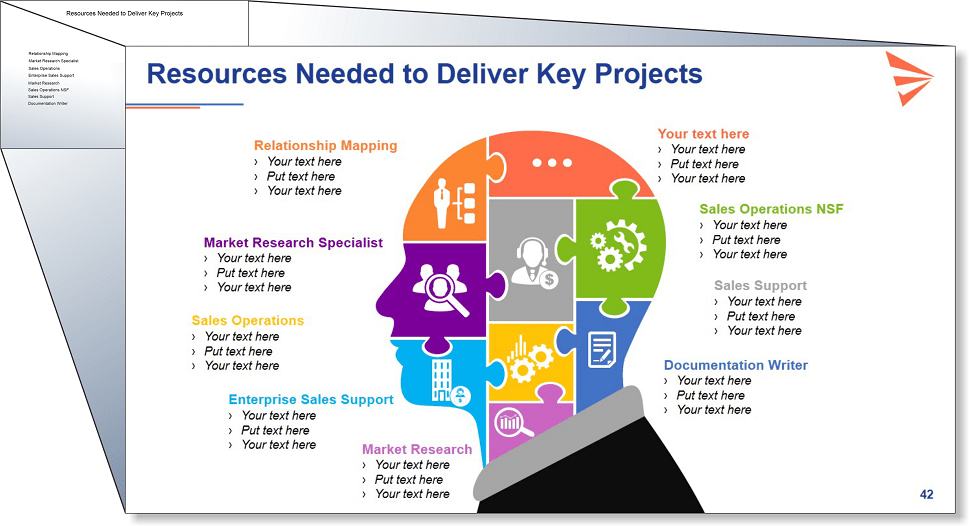 Resources Needed to Deliver Key Projects
Relationship Mapping
Market Research Specialist
Sales Operations
Enterprise Sales Support
Market Research
Sales Operations NSF
Sales Support
Documentation Writer
Resources Needed to Deliver Key Projects
Relationship Mapping
› Your text here
› Put text here
› Your text here
Market Research Specialist
› Your text here
› Put text here
› Your text here
Sales Operations
› Your text here
› Put text here
› Your text here
Enterprise Sales Support
› Your text here
› Put text here
› Your text here
Market Research
› Your text here
› Put text here
› Your text here
Your text here
› Your text here
› Put text here
› Your text here
Sales Operations NSF
› Your text here
› Put text here
› Your text here
Sales Support
› Your text here
› Put text here
› Your text here
Documentation Writer
› Your text here
› Put text here
› Your text here
$
42